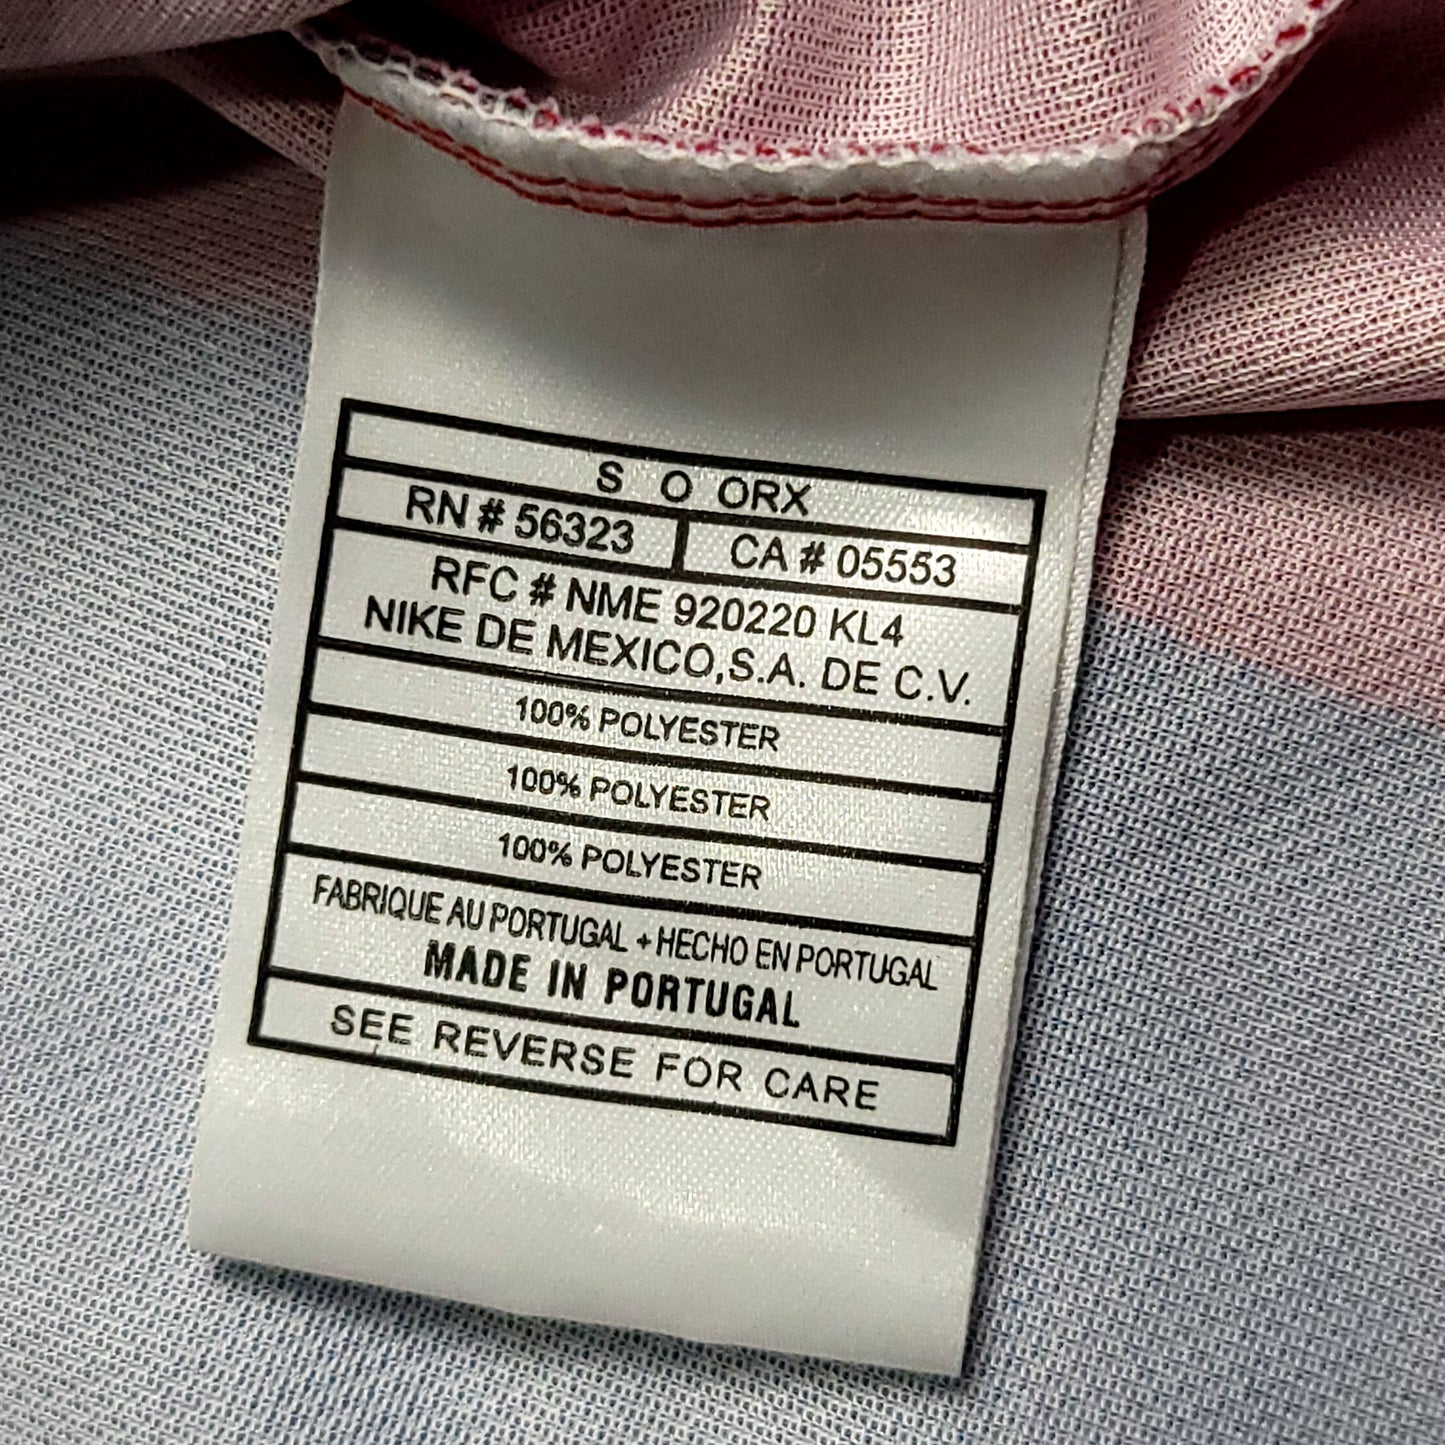 S O ORX
RN # 56323 CA # 05553
RFC # NME 920220 KL4
NIKE DE MEXICO,S.A. DE C.V.
100% POLYESTER
100% POLYESTER
100% POLYESTER
FABRIQUE AU PORTUGAL + HECHO EN PORTUGAL
MADE IN PORTUGAL
SEE REVERSE FOR CARE